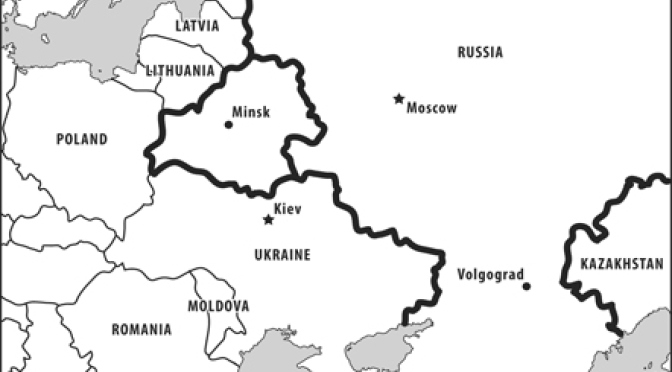 LATVIA
RUSSIA
LITHUANIA
Moscow
Minsk
POLAND
Kiev
UKRAINE
KAZAKHSTAN
Volgograd
MOLDOVA
ROMANIA